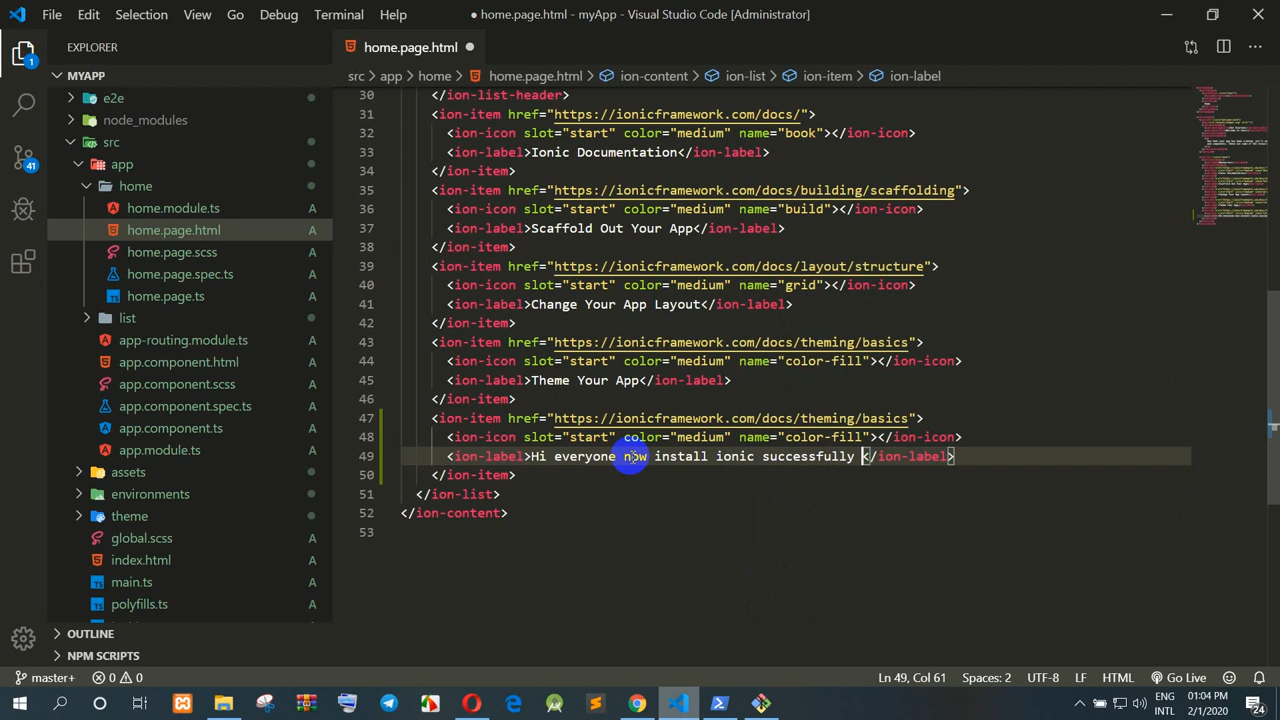 File Edit Selection View Go Debug Terminal Help
● home.page.html - myApp - Visual Studio Code [Administrator]
EXPLORER
home.page.html
MYAPP
src > app > home > home.page.html > ion-content > ion-list > ion-item > ion-label
e2e
node_modules
src
app
home
home.module.ts A
home.page.html A
home.page.scss A
home.page.spec.ts A
home.page.ts A
list
app-routing.module.ts A
app.component.html A
app.component.scss A
app.component.spec.ts A
app.component.ts A
app.module.ts A
assets
environments
theme
global.scss A
index.html A
main.ts A
polyfills.ts A
OUTLINE
NPM SCRIPTS
1
41
30 </ion-list-header>
31 <ion-item href="https://ionicframework.com/docs/">
32 <ion-icon slot="start" color="medium" name="book"></ion-icon>
33 <ion-label>Ionic Documentation</ion-label>
34 </ion-item>
35 <ion-item href="https://ionicframework.com/docs/building/scaffolding">
36 <ion-icon slot="start" color="medium" name="build"></ion-icon>
37 <ion-label>Scaffold Out Your App</ion-label>
38 </ion-item>
39 <ion-item href="https://ionicframework.com/docs/layout/structure">
40 <ion-icon slot="start" color="medium" name="grid"></ion-icon>
41 <ion-label>Change Your App Layout</ion-label>
42 </ion-item>
43 <ion-item href="https://ionicframework.com/docs/theming/basics">
44 <ion-icon slot="start" color="medium" name="color-fill"></ion-icon>
45 <ion-label>Theme Your App</ion-label>
46 </ion-item>
47 <ion-item href="https://ionicframework.com/docs/theming/basics">
48 <ion-icon slot="start" color="medium" name="color-fill"></ion-icon>
49 <ion-label>Hi everyone now install ionic successfully </ion-label>
50 </ion-item>
51 </ion-list>
52 </ion-content>
53
master+ 0 0 Ln 49, Col 61 Spaces: 2 UTF-8 LF HTML Go Live
ENG 01:04 PM
INTL 2/1/2020 24